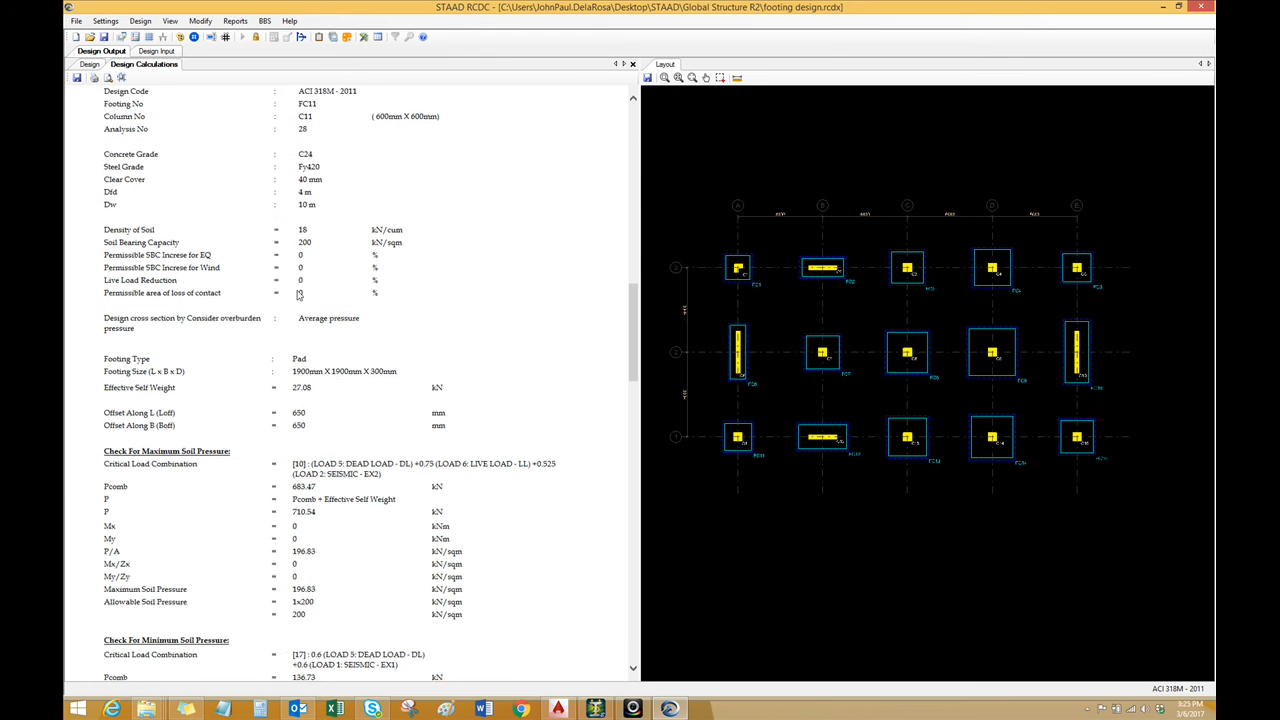 STAAD RCDC - [C:\Users\JohnPaul.DelaRosa\Desktop\STAAD\Global Structure R2\footing design.rcdx]
File Settings Design View Modify Reports BBS Help
Design Output Design Input
Design Design Calculations
Layout
Design Code : ACI 318M - 2011
Footing No : FC11
Column No : C11 ( 600mm X 600mm)
Analysis No : 28
Concrete Grade : C24
Steel Grade : Fy420
Clear Cover : 40 mm
Dfd : 4 m
Dw : 10 m
Density of Soil = 18 kN/cum
Soil Bearing Capacity = 200 kN/sqm
Permissible SBC Increse for EQ = 0 %
Permissible SBC Increse for Wind = 0 %
Live Load Reduction = 0 %
Permissible area of loss of contact = 0 %
Design cross section by Consider overburden : Average pressure
pressure
Footing Type : Pad
Footing Size (L x B x D) : 1900mm X 1900mm X 300mm
Effective Self Weight = 27.08 kN
Offset Along L (Loff) = 650 mm
Offset Along B (Boff) = 650 mm
Check For Maximum Soil Pressure:
Critical Load Combination = [10] : (LOAD 5: DEAD LOAD - DL) +0.75 (LOAD 6: LIVE LOAD - LL) +0.525
(LOAD 2: SEISMIC - EX2)
Pcomb = 683.47 kN
P = Pcomb + Effective Self Weight
P = 710.54 kN
Mx = 0 kNm
My = 0 kNm
P/A = 196.83 kN/sqm
Mx/Zx = 0 kN/sqm
My/Zy = 0 kN/sqm
Maximum Soil Pressure = 196.83 kN/sqm
Allowable Soil Pressure = 1x200 kN/sqm
= 200 kN/sqm
Check For Minimum Soil Pressure:
Critical Load Combination = [17] : 0.6 (LOAD 5: DEAD LOAD - DL)
+0.6 (LOAD 1: SEISMIC - EX1)
Pcomb = 136.73 kN
A B C D E
3
2
1
ACI 318M - 2011
3:25 PM
3/6/2017